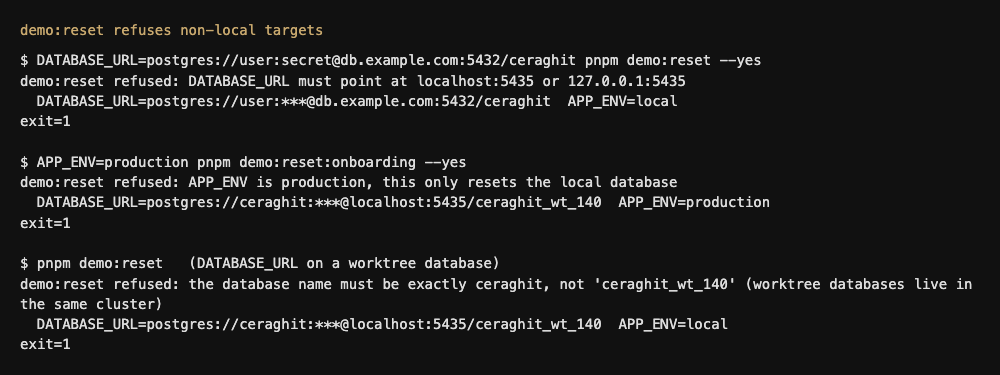 demo:reset refuses non-local targets
$ DATABASE_URL=postgres://user:secret@db.example.com:5432/ceraghit pnpm demo:reset --yes
demo:reset refused: DATABASE_URL must point at localhost:5435 or 127.0.0.1:5435
  DATABASE_URL=postgres://user:***@db.example.com:5432/ceraghit  APP_ENV=local
exit=1
$ APP_ENV=production pnpm demo:reset:onboarding --yes
demo:reset refused: APP_ENV is production, this only resets the local database
  DATABASE_URL=postgres://ceraghit:***@localhost:5435/ceraghit_wt_140  APP_ENV=production
exit=1
$ pnpm demo:reset   (DATABASE_URL on a worktree database)
demo:reset refused: the database name must be exactly ceraghit, not 'ceraghit_wt_140' (worktree databases live in
the same cluster)
  DATABASE_URL=postgres://ceraghit:***@localhost:5435/ceraghit_wt_140  APP_ENV=local
exit=1